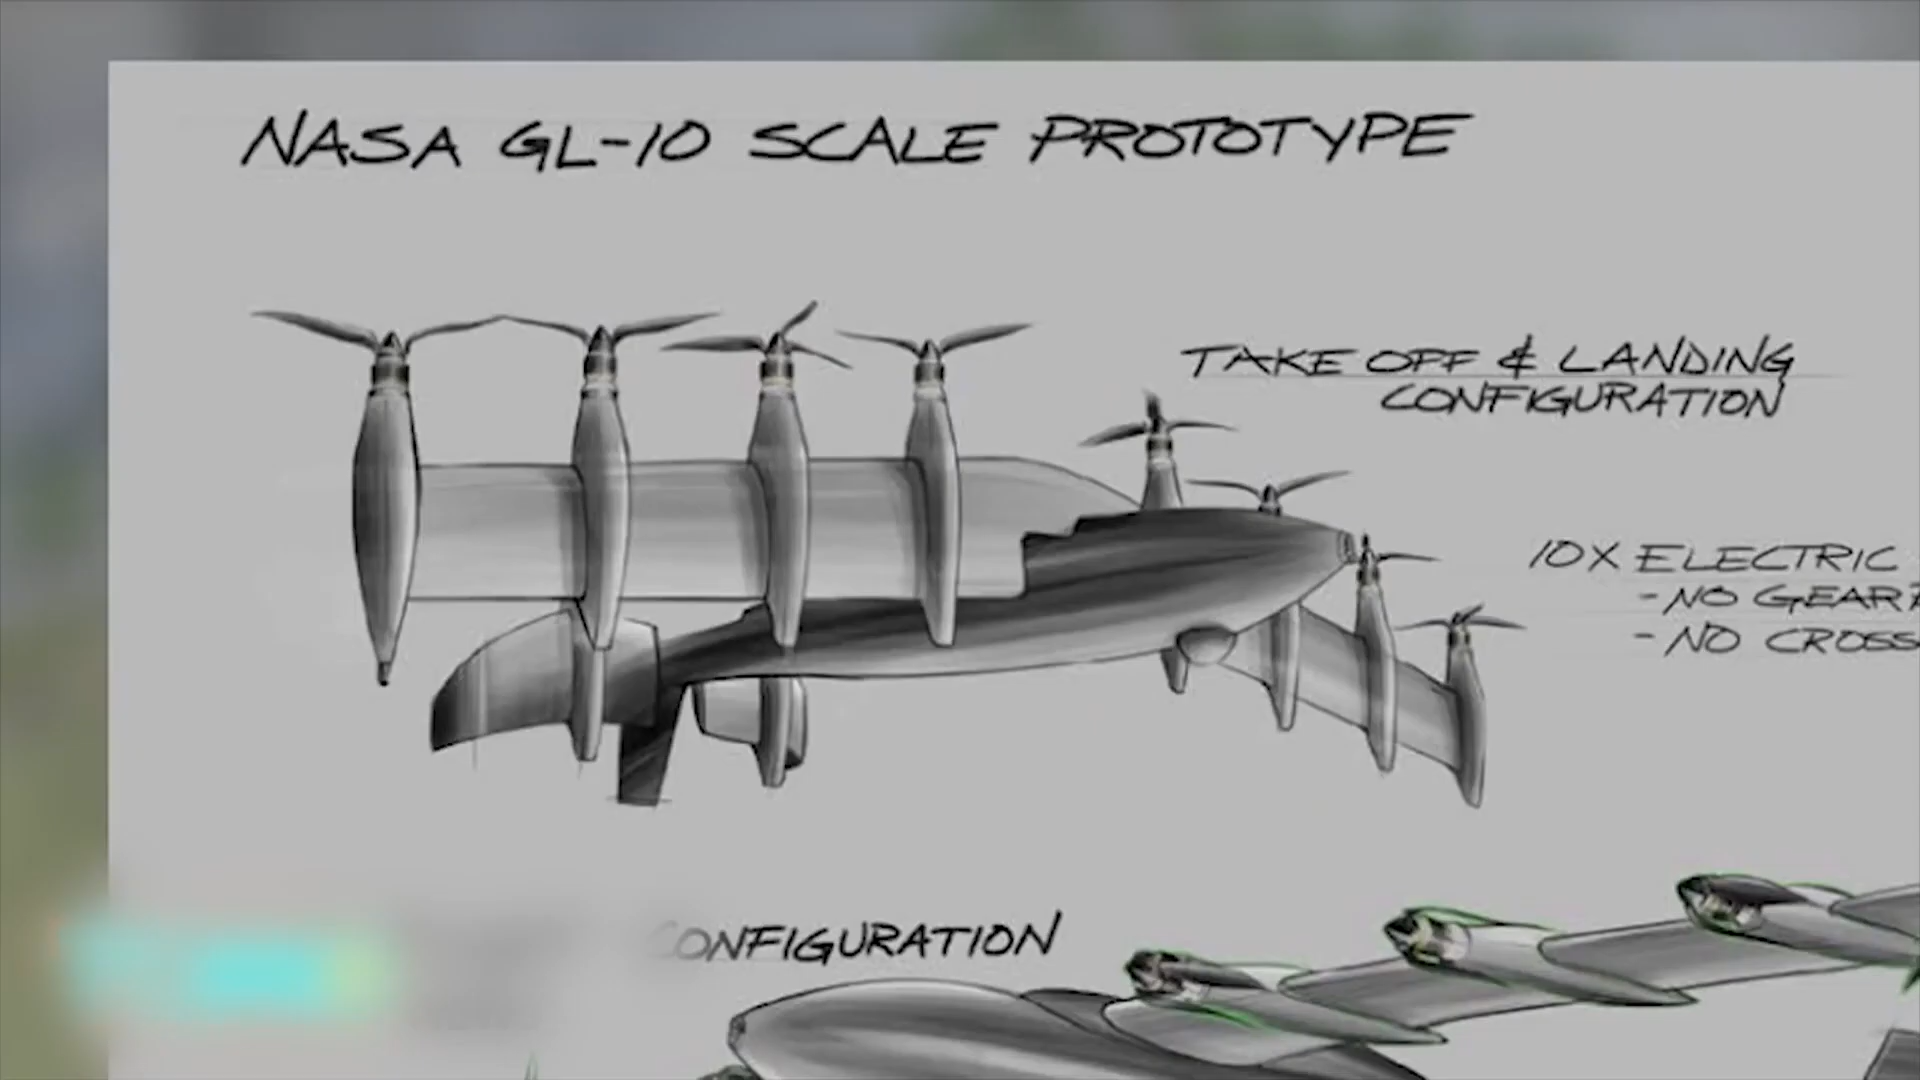 NASA GL-10 SCALE PROTOTYPE
TAKE OFF & LANDING
CONFIGURATION
10X ELECTRIC
- NO
- NO
CONFIGURATION